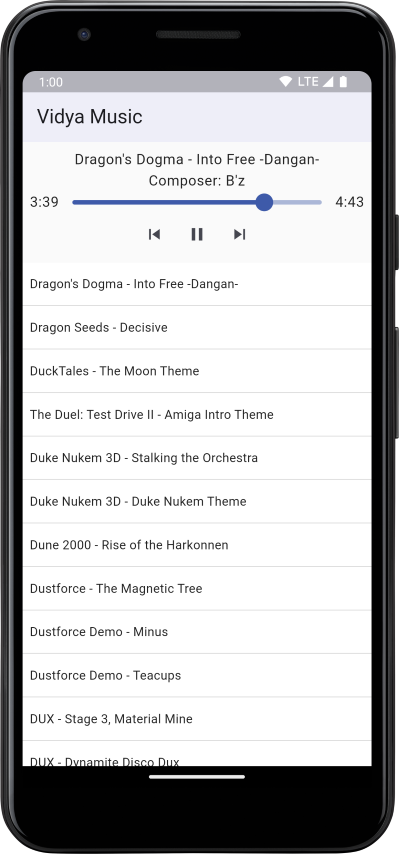 1:00 LTE
Vidya Music
Dragon's Dogma - Into Free -Dangan-
Composer: B'z
3:39 4:43
Dragon's Dogma - Into Free -Dangan-
Dragon Seeds - Decisive
DuckTales - The Moon Theme
The Duel: Test Drive II - Amiga Intro Theme
Duke Nukem 3D - Stalking the Orchestra
Duke Nukem 3D - Duke Nukem Theme
Dune 2000 - Rise of the Harkonnen
Dustforce - The Magnetic Tree
Dustforce Demo - Minus
Dustforce Demo - Teacups
DUX - Stage 3, Material Mine
DUX - Dynamite Disco Dux